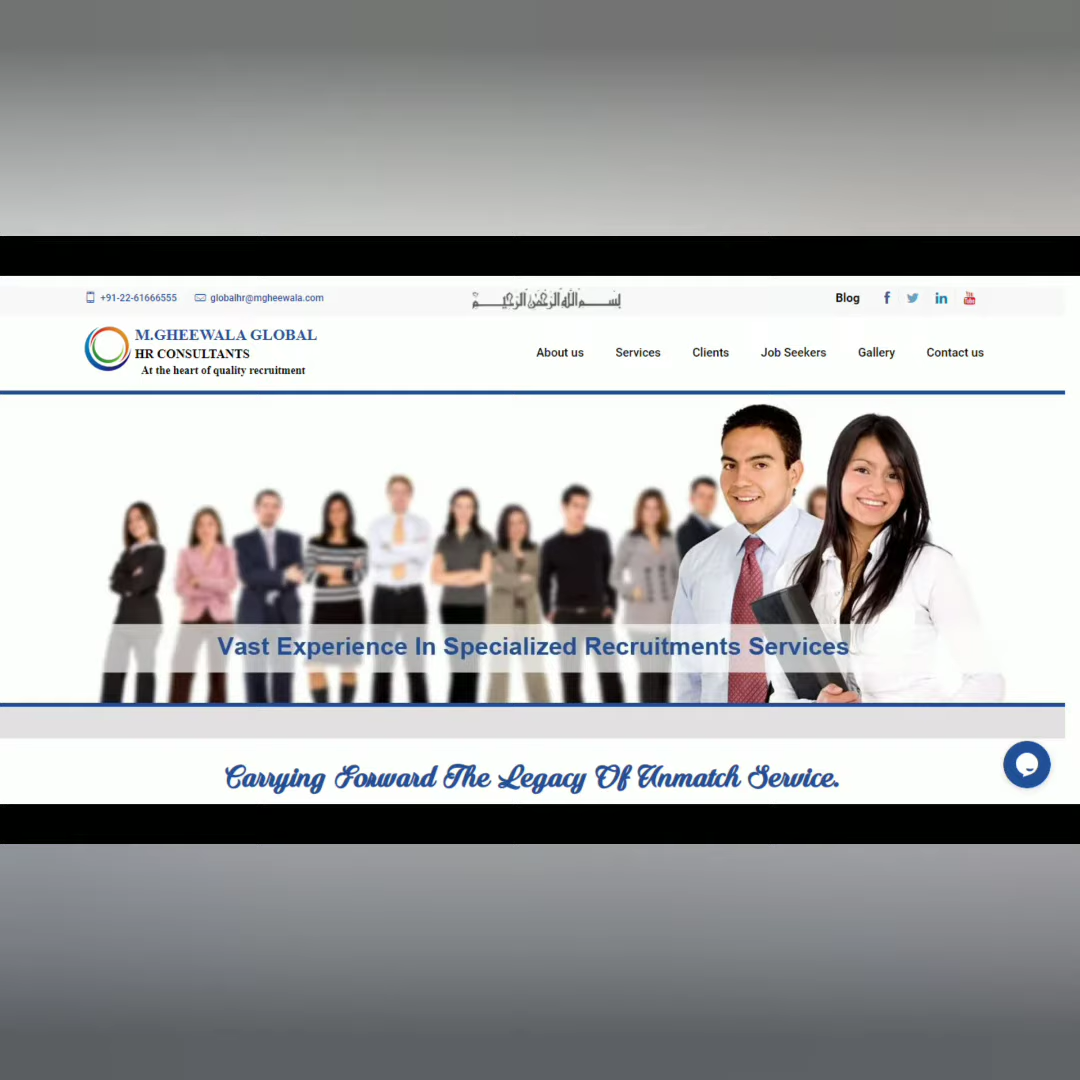 +91-22-61666555 globalhr@mgheewala.com
بسم الله الرحمن الرحيم
Blog
M.GHEEWALA GLOBAL
HR CONSULTANTS
At the heart of quality recruitment
About us Services Clients Job Seekers Gallery Contact us
Vast Experience In Specialized Recruitments Services
Carrying Forward The Legacy Of Unmatch Service.